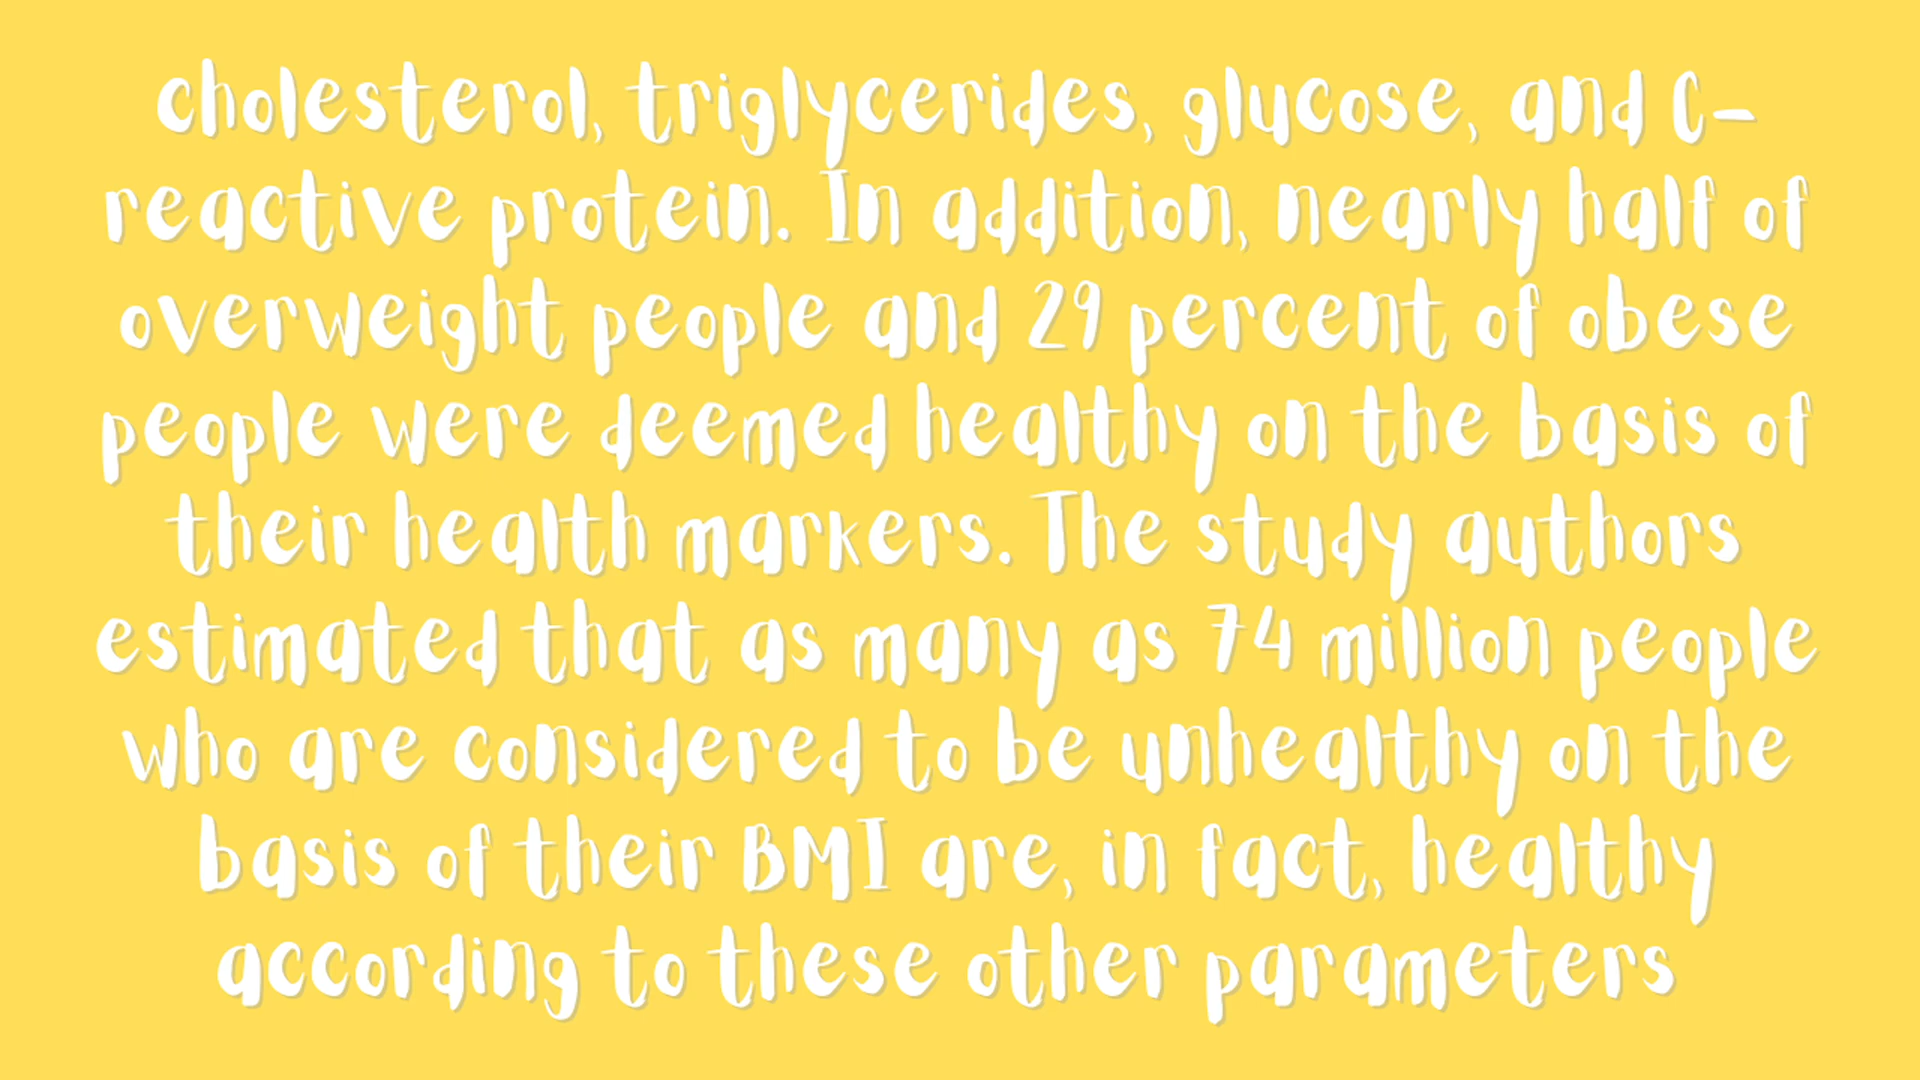 cholesterol, triglycerides, glucose, and C-
reactive protein. In addition, nearly half of
overweight people and 29 percent of obese
people were deemed healthy on the basis of
their health markers. The study authors
estimated that as many as 74 million people
who are considered to be unhealthy on the
basis of their BMI are, in fact, healthy
according to these other parameters